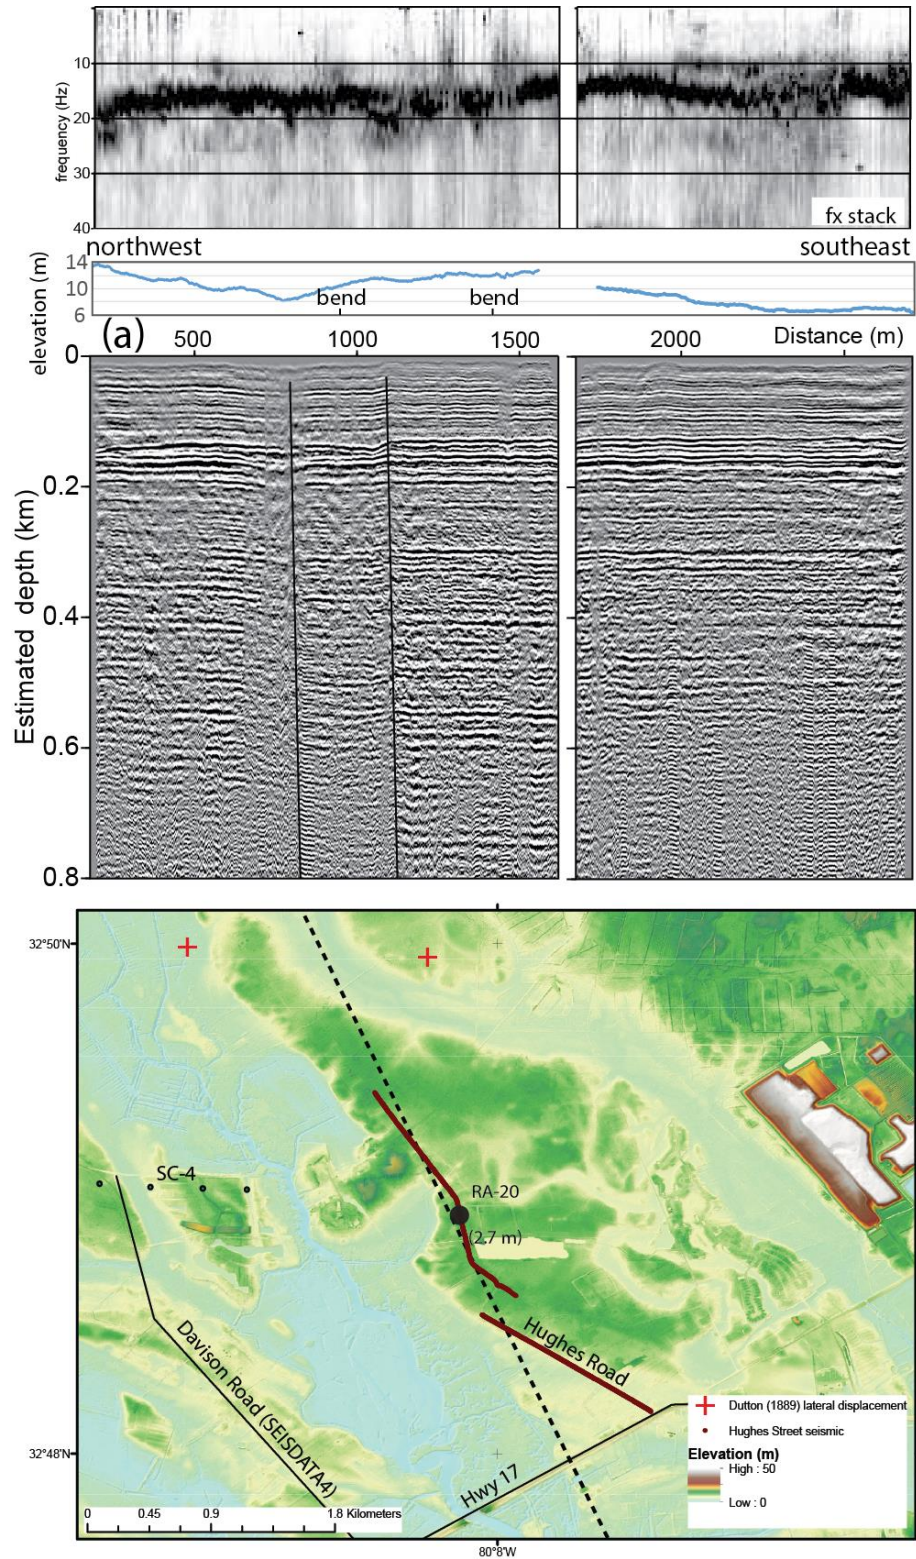 frequency (Hz)
10
20
30
40
fx stack
northwest
southeast
elevation (m)
14
10
6
bend
bend
(a)
500
1000
1500
2000
Distance (m)
Estimated depth (km)
0
0.2
0.4
0.6
0.8
32°50'N
32°48'N
SC-4
RA-20
(2.7 m)
Hughes Road
Davison Road (SEISDATA4)
Hwy 17
Dutton (1889) lateral displacement
Hughes Street seismic
Elevation (m)
High : 50
Low : 0
0 0.45 0.9 1.8 Kilometers
80°8'W